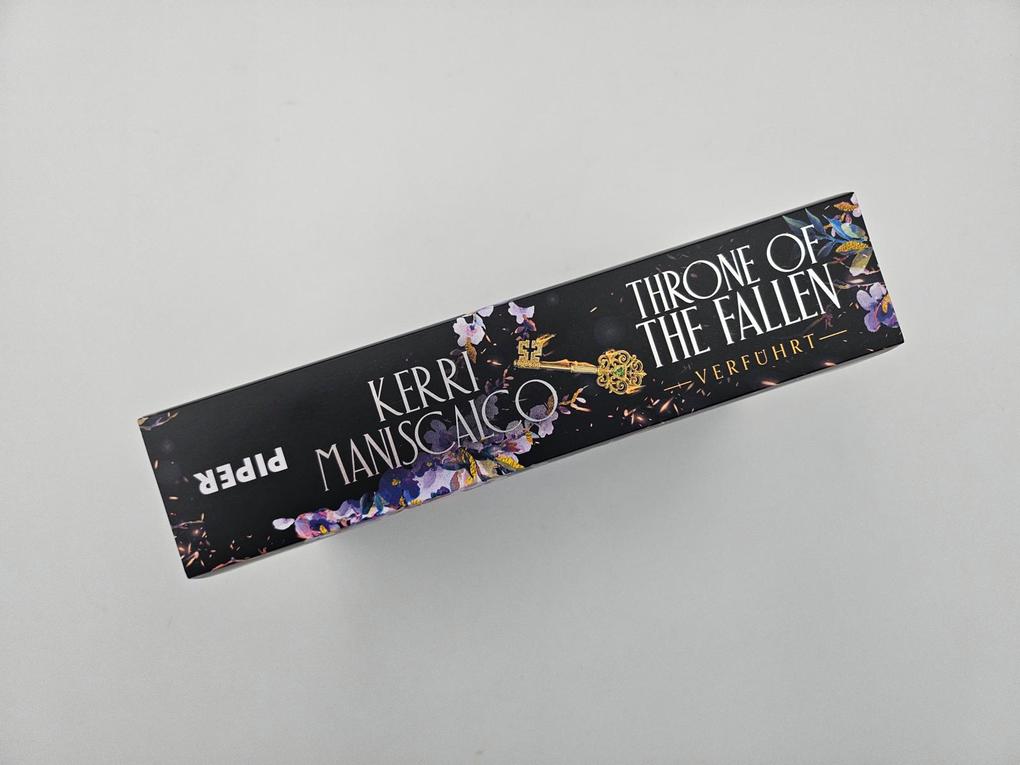 KERRI
MANISCALCO
THRONE OF
THE FALLEN
VERFÜHRT
PIPER